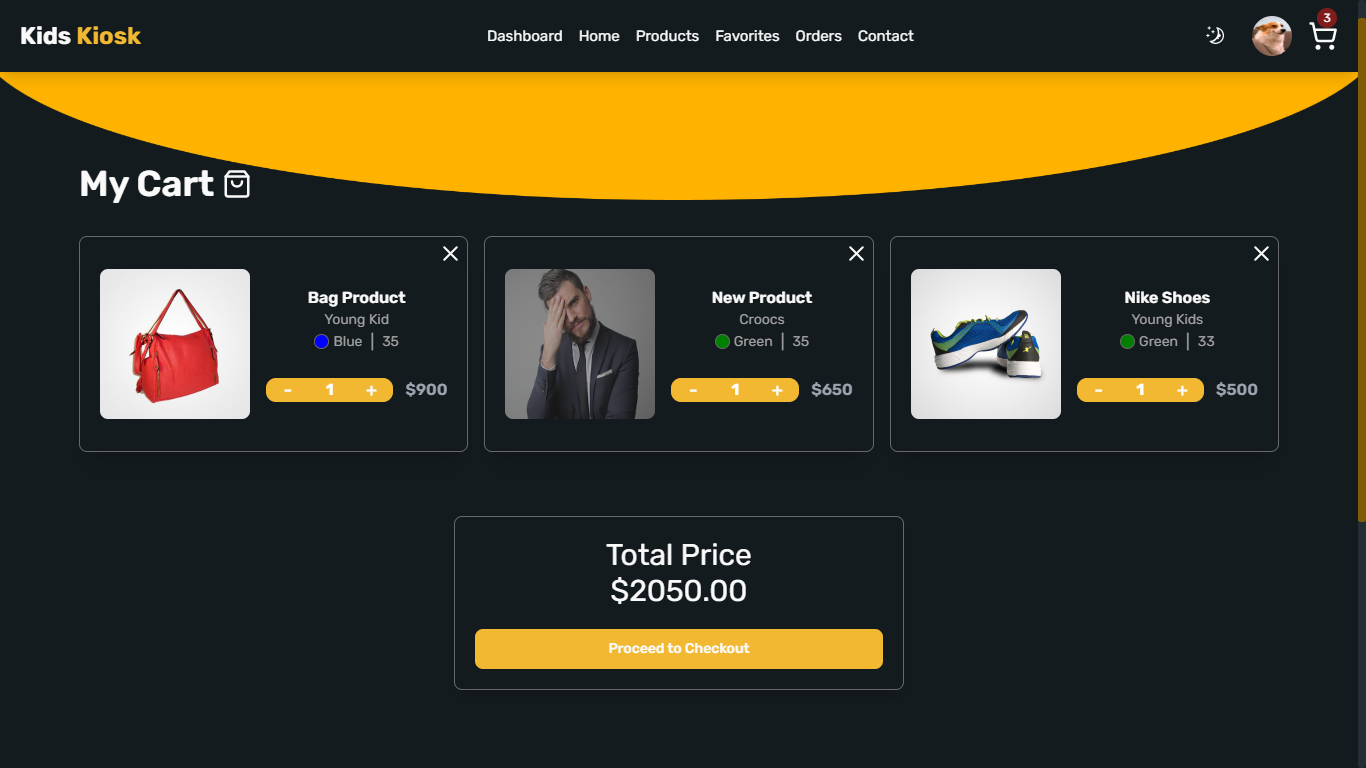 Kids Kiosk
Dashboard Home Products Favorites Orders Contact
3
My Cart
Bag Product
Young Kid
Blue | 35
- 1 + $900
New Product
Croocs
Green | 35
- 1 + $650
Nike Shoes
Young Kids
Green | 33
- 1 + $500
Total Price
$2050.00
Proceed to Checkout